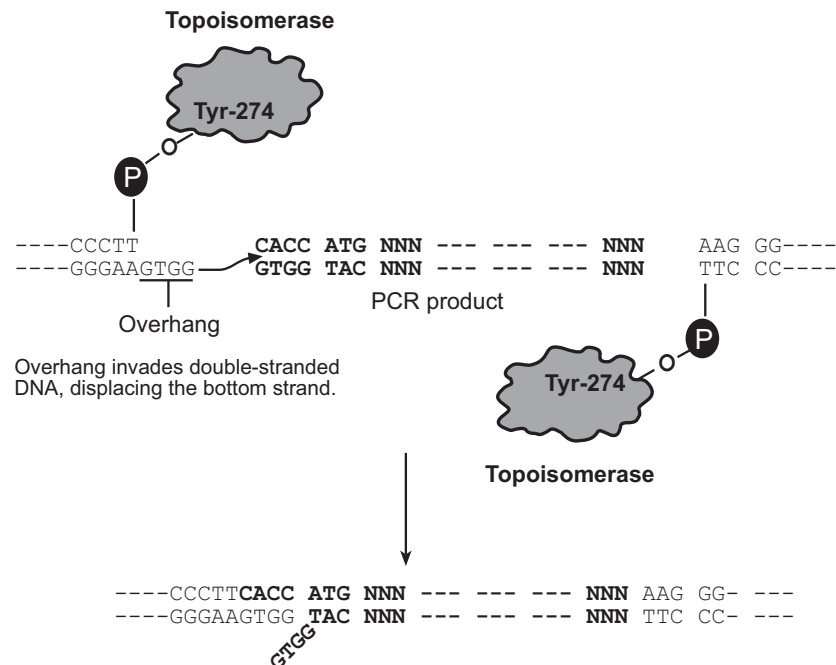 Topoisomerase
Tyr-274
O
P
----CCCTT CACC ATG NNN --- --- --- --- NNN AAG GG----
----GGGAAGTGG GTGG TAC NNN --- --- --- --- NNN TTC CC----
PCR product
Overhang
Overhang invades double-stranded
DNA, displacing the bottom strand.
P
O
Tyr-274
Topoisomerase
----CCCTTCACC ATG NNN --- --- --- --- NNN AAG GG- ---
----GGGAAGTGG TAC NNN --- --- --- --- NNN TTC CC- ---
GTGG